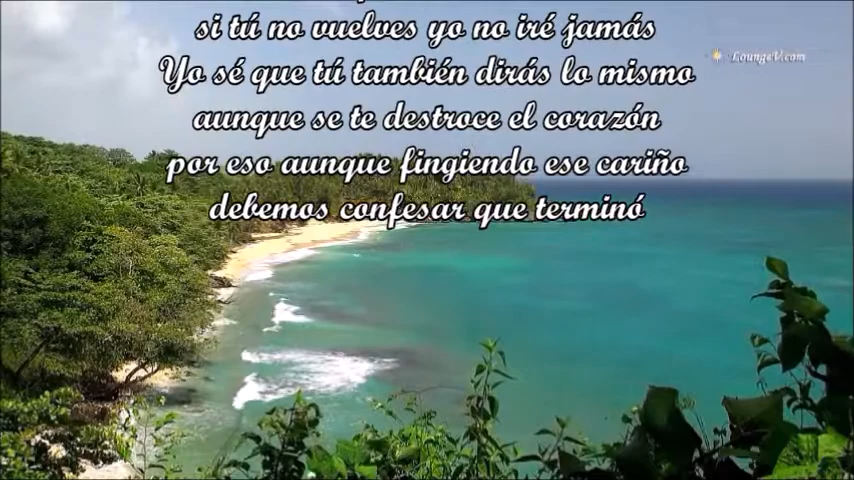 si tú no vuelves yo no iré jamás
LoungeV.com
Yo sé que tú también dirás lo mismo
aunque se te destroce el corazón
por eso aunque fingiendo ese cariño
debemos confesar que terminó